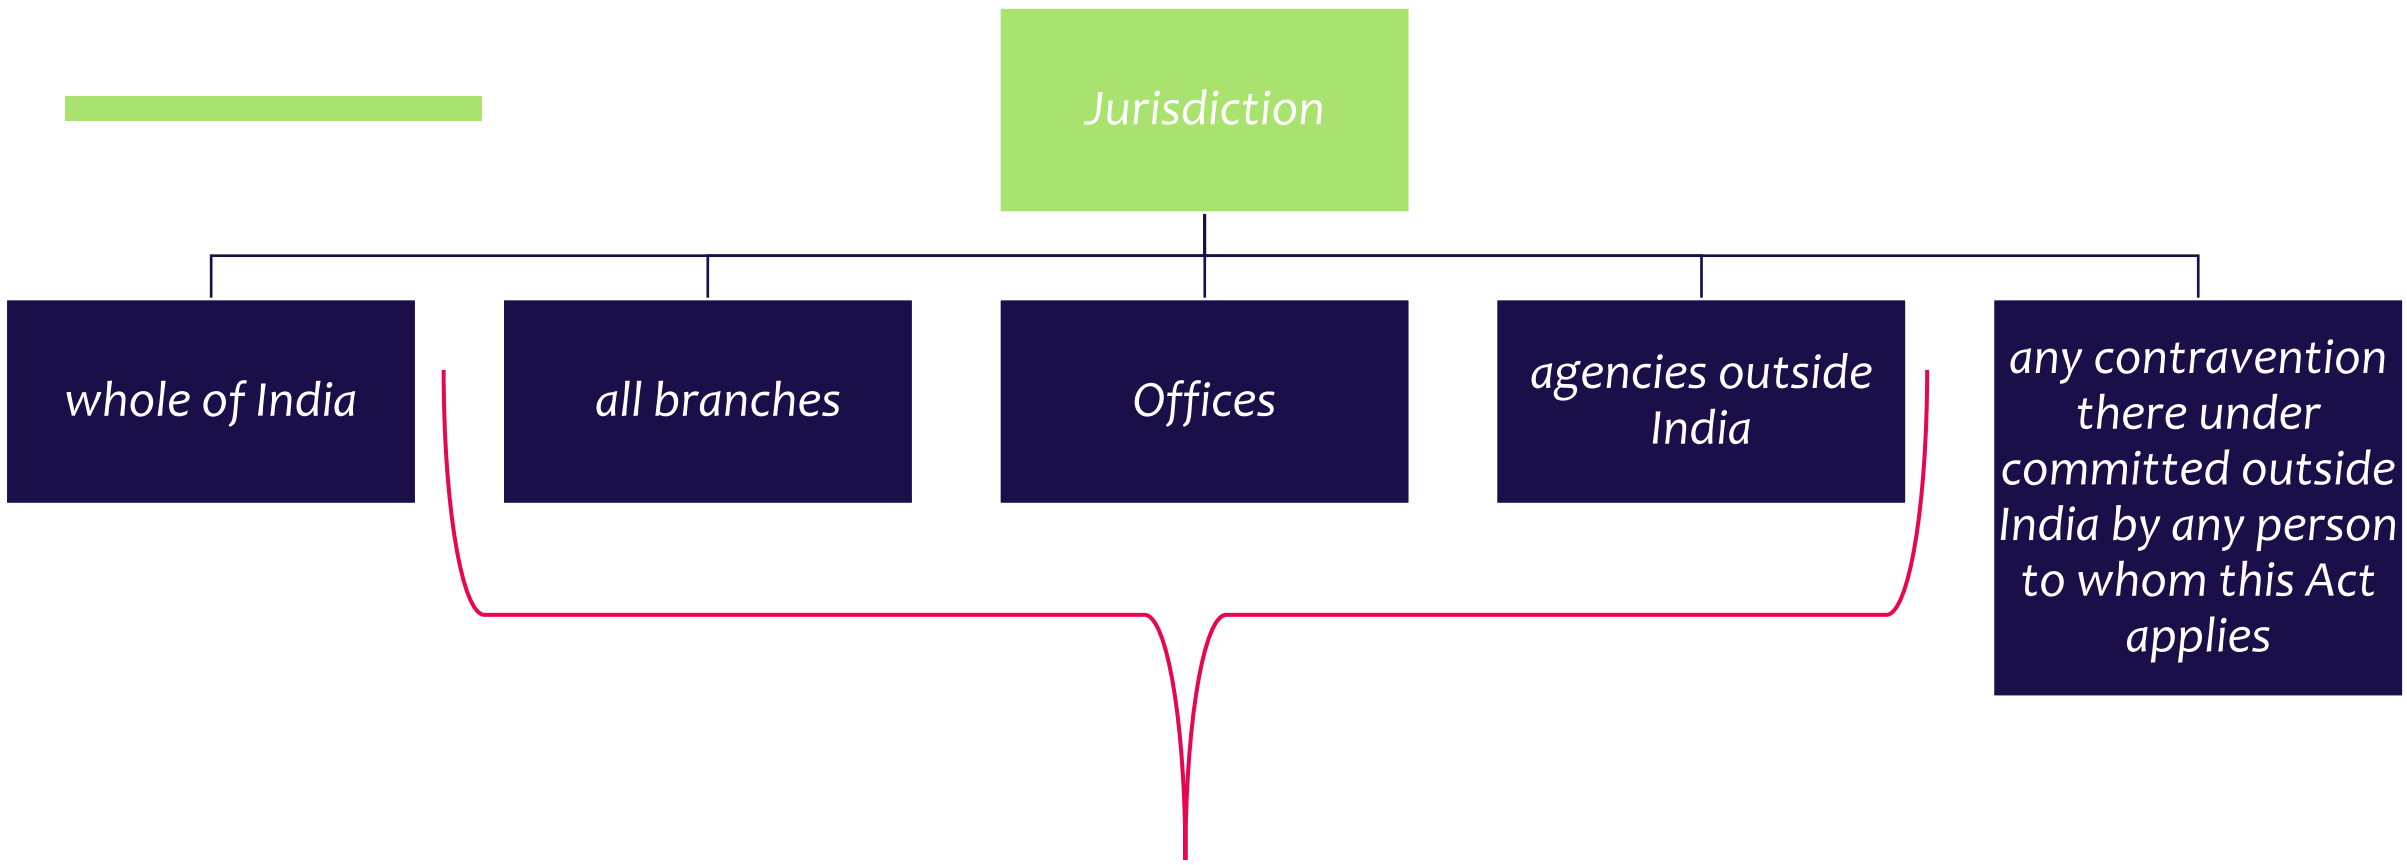 Jurisdiction
whole of India
all branches
Offices
agencies outside
India
any contravention
there under
committed outside
India by any person
to whom this Act
applies